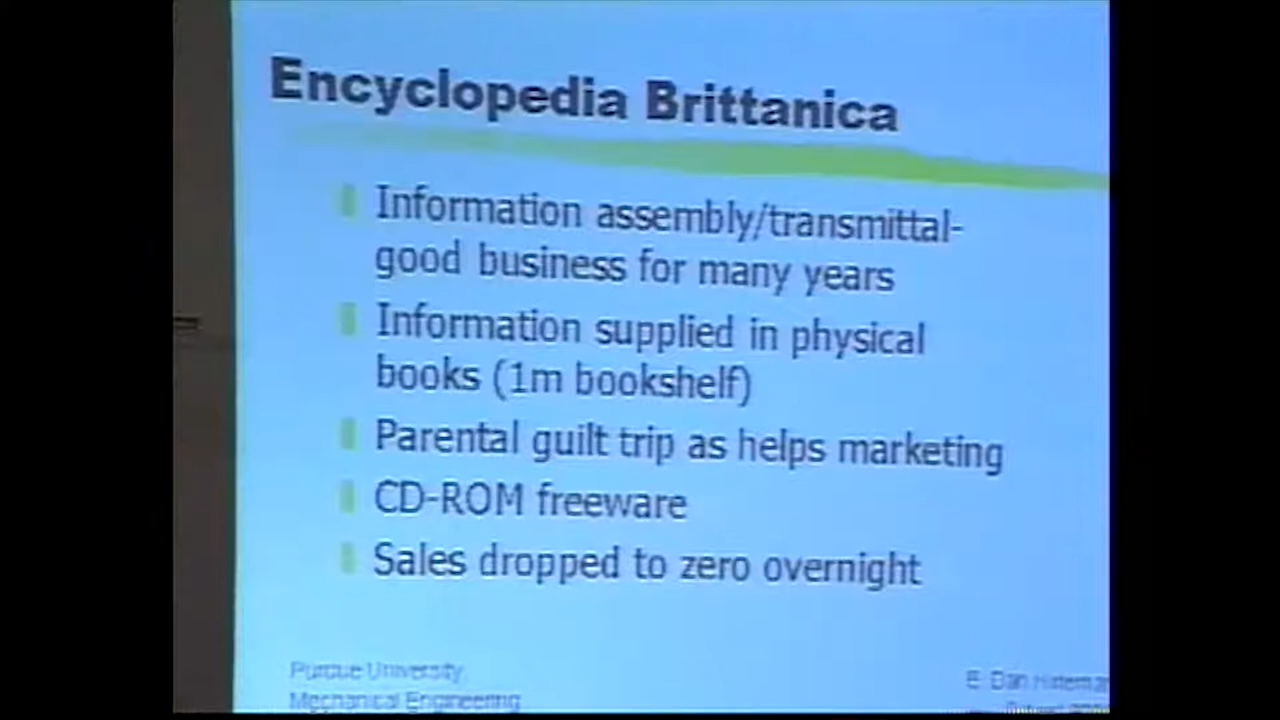 Encyclopedia Brittanica
Information assembly/transmittal-
good business for many years
Information supplied in physical
books (1m bookshelf)
Parental guilt trip as helps marketing
CD-ROM freeware
Sales dropped to zero overnight
Purdue University
E. Dan
Mechanical Engineering